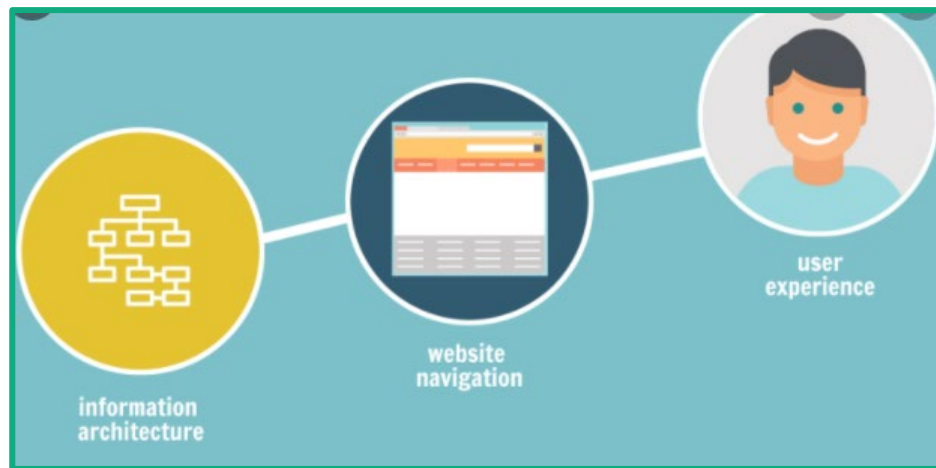 information
architecture
website
navigation
user
experience